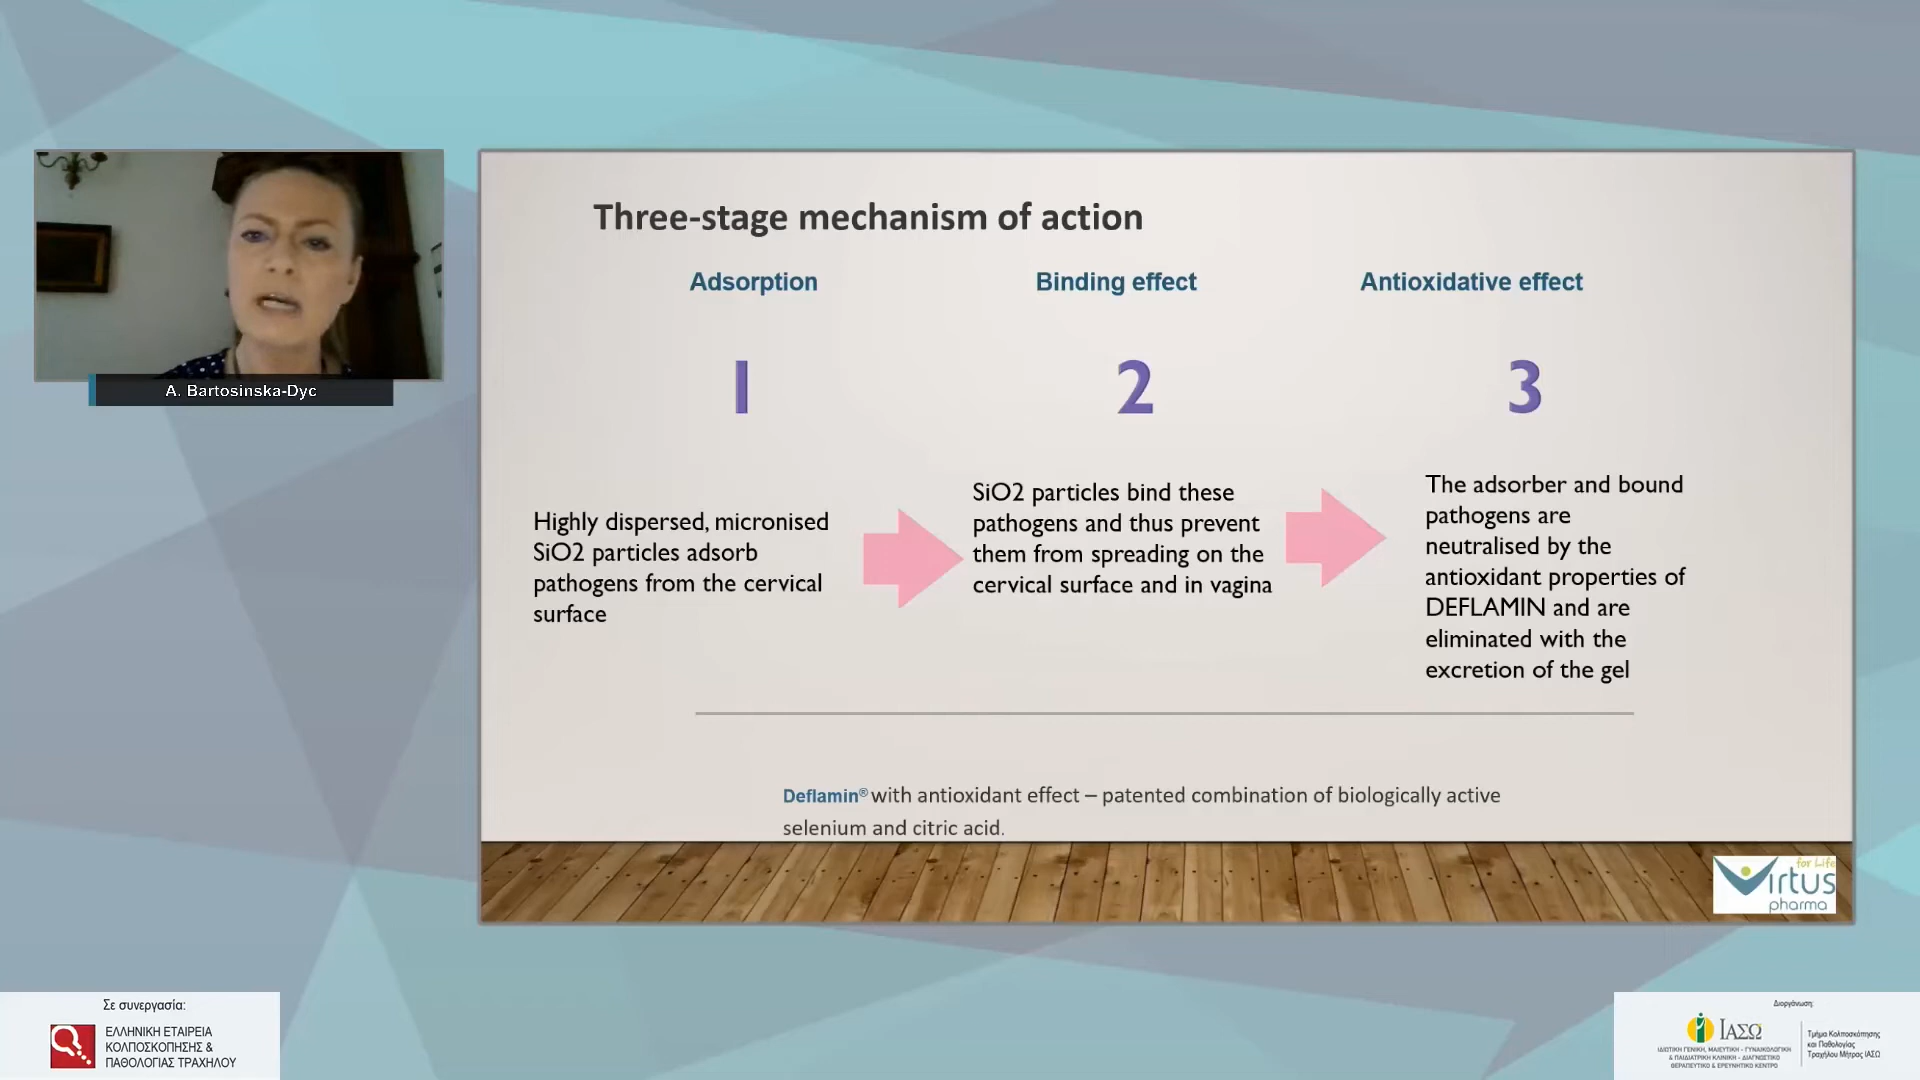 A. Bartosinska-Dyc
Three-stage mechanism of action
Adsorption
Binding effect
Antioxidative effect
1
2
3
Highly dispersed, micronised
SiO2 particles adsorb
pathogens from the cervical
surface
SiO2 particles bind these
pathogens and thus prevent
them from spreading on the
cervical surface and in vagina
The adsorber and bound
pathogens are
neutralised by the
antioxidant properties of
DEFLAMIN and are
eliminated with the
excretion of the gel
Deflamin® with antioxidant effect – patented combination of biologically active
selenium and citric acid.
for Life
Virtus
pharma
Σε συνεργασία:
ΕΛΛΗΝΙΚΗ ΕΤΑΙΡΕΙΑ
ΚΟΛΠΟΣΚΟΠΗΣΗΣ &
ΠΑΘΟΛΟΓΙΑΣ ΤΡΑΧΗΛΟΥ
Διοργάνωση:
ΙΑΣΩ
ΙΔΙΩΤΙΚΗ ΓΕΝΙΚΗ, ΜΑΙΕΥΤΙΚΗ - ΓΥΝΑΙΚΟΛΟΓΙΚΗ
& ΠΑΙΔΙΑΤΡΙΚΗ ΚΛΙΝΙΚΗ - ΔΙΑΓΝΩΣΤΙΚΟ
ΘΕΡΑΠΕΥΤΙΚΟ & ΕΡΕΥΝΗΤΙΚΟ ΚΕΝΤΡΟ
Τμήμα Κολποσκόπησης
και Παθολογίας
Τραχήλου Μήτρας ΙΑΣΩ